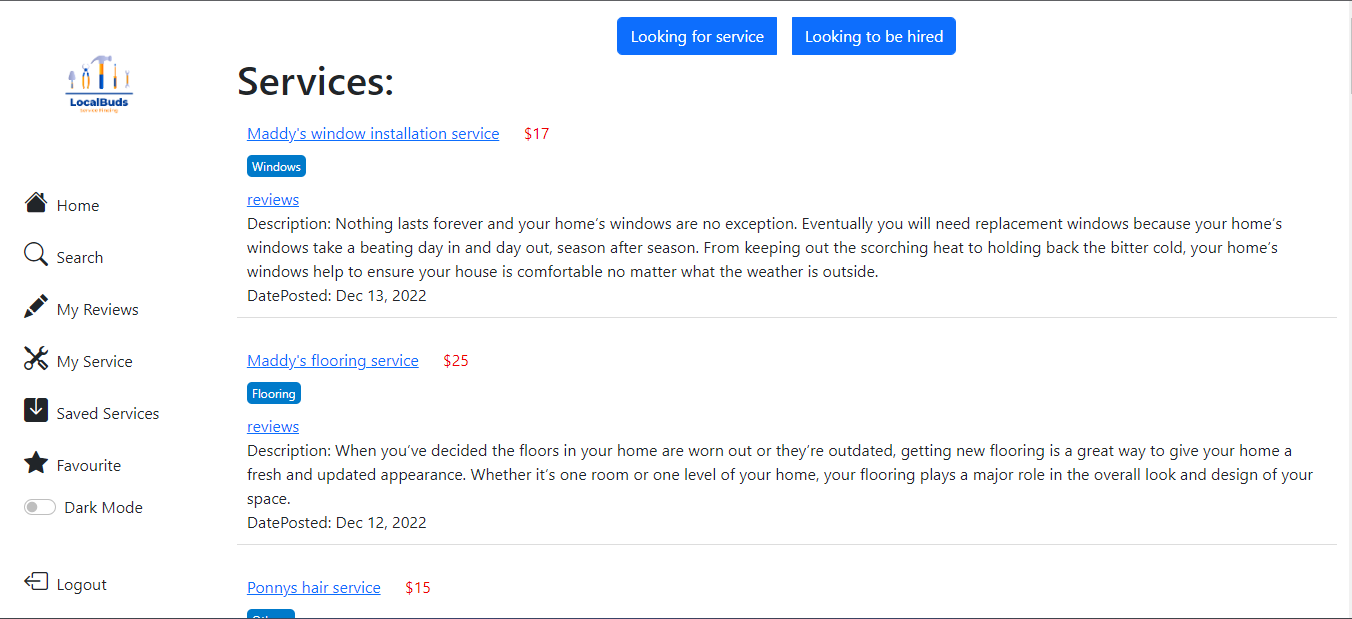 Looking for service
Looking to be hired
LocalBuds
Services:
Maddy's window installation service $17
Windows
reviews
Description: Nothing lasts forever and your home’s windows are no exception. Eventually you will need replacement windows because your home’s
windows take a beating day in and day out, season after season. From keeping out the scorching heat to holding back the bitter cold, your home’s
windows help to ensure your house is comfortable no matter what the weather is outside.
DatePosted: Dec 13, 2022
Maddy's flooring service $25
Flooring
reviews
Description: When you’ve decided the floors in your home are worn out or they’re outdated, getting new flooring is a great way to give your home a
fresh and updated appearance. Whether it’s one room or one level of your home, your flooring plays a major role in the overall look and design of your
space.
DatePosted: Dec 12, 2022
Ponnys hair service $15
Home
Search
My Reviews
My Service
Saved Services
Favourite
Dark Mode
Logout